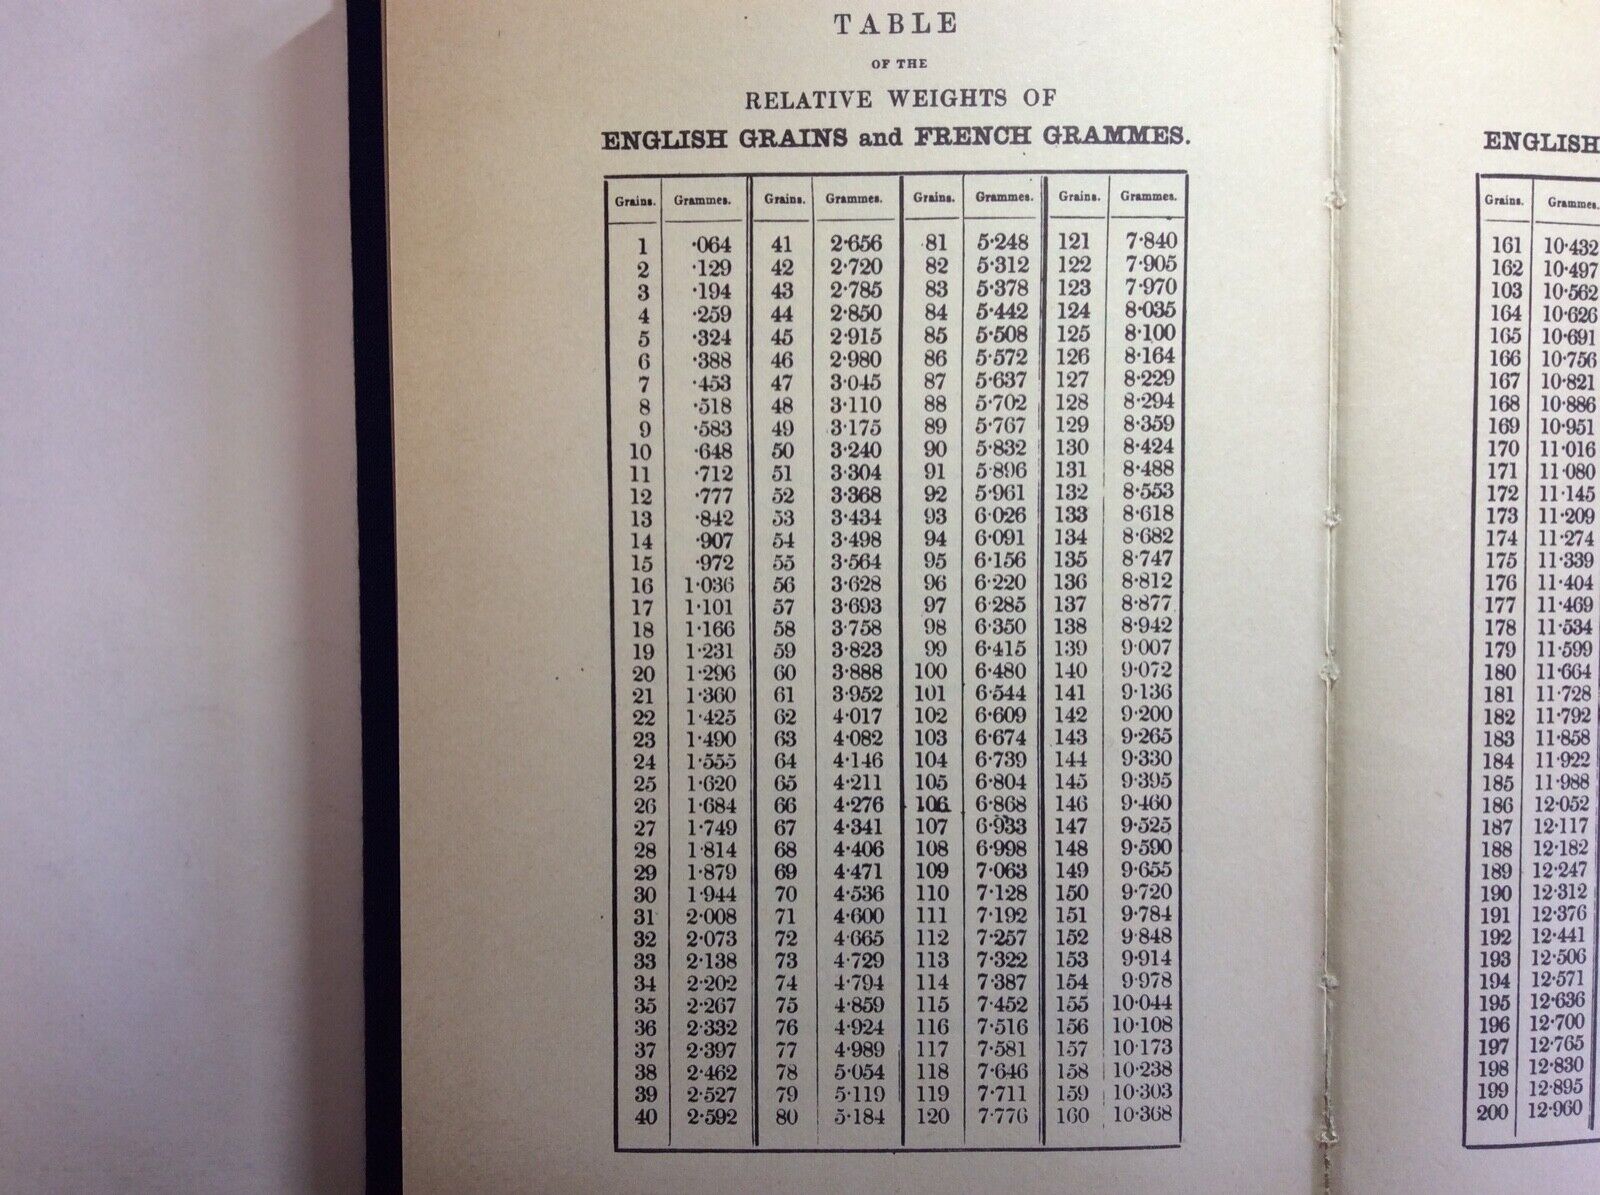 TABLE
OF THE
RELATIVE WEIGHTS OF
ENGLISH GRAINS and FRENCH GRAMMES.
Grains. Grammes. Grains. Grammes. Grains. Grammes. Grains. Grammes.
1 ·064 41 2·656 81 5·248 121 7·840
2 ·129 42 2·720 82 5·312 122 7·905
3 ·194 43 2·785 83 5·378 123 7·970
4 ·259 44 2·850 84 5·442 124 8·035
5 ·324 45 2·915 85 5·508 125 8·100
6 ·388 46 2·980 86 5·572 126 8·164
7 ·453 47 3·045 87 5·637 127 8·229
8 ·518 48 3·110 88 5·702 128 8·294
9 ·583 49 3·175 89 5·767 129 8·359
10 ·648 50 3·240 90 5·832 130 8·424
11 ·712 51 3·304 91 5·896 131 8·488
12 ·777 52 3·368 92 5·961 132 8·553
13 ·842 53 3·434 93 6·026 133 8·618
14 ·907 54 3·498 94 6·091 134 8·682
15 ·972 55 3·564 95 6·156 135 8·747
16 1·036 56 3·628 96 6·220 136 8·812
17 1·101 57 3·693 97 6·285 137 8·877
18 1·166 58 3·758 98 6·350 138 8·942
19 1·231 59 3·823 99 6·415 139 9·007
20 1·296 60 3·888 100 6·480 140 9·072
21 1·360 61 3·952 101 6·544 141 9·136
22 1·425 62 4·017 102 6·609 142 9·200
23 1·490 63 4·082 103 6·674 143 9·265
24 1·555 64 4·146 104 6·739 144 9·330
25 1·620 65 4·211 105 6·804 145 9·395
26 1·684 66 4·276 106 6·868 146 9·460
27 1·749 67 4·341 107 6·933 147 9·525
28 1·814 68 4·406 108 6·998 148 9·590
29 1·879 69 4·471 109 7·063 149 9·655
30 1·944 70 4·536 110 7·128 150 9·720
31 2·008 71 4·600 111 7·192 151 9·784
32 2·073 72 4·665 112 7·257 152 9·848
33 2·138 73 4·729 113 7·322 153 9·914
34 2·202 74 4·794 114 7·387 154 9·978
35 2·267 75 4·859 115 7·452 155 10·044
36 2·332 76 4·924 116 7·516 156 10·108
37 2·397 77 4·989 117 7·581 157 10·173
38 2·462 78 5·054 118 7·646 158 10·238
39 2·527 79 5·119 119 7·711 159 10·303
40 2·592 80 5·184 120 7·776 160 10·368
ENGLISH
Grains. Grammes.
161 10·432
162 10·497
103 10·562
164 10·626
165 10·691
166 10·756
167 10·821
168 10·886
169 10·951
170 11·016
171 11·080
172 11·145
173 11·209
174 11·274
175 11·339
176 11·404
177 11·469
178 11·534
179 11·599
180 11·664
181 11·728
182 11·792
183 11·858
184 11·922
185 11·988
186 12·052
187 12·117
188 12·182
189 12·247
190 12·312
191 12·376
192 12·441
193 12·506
194 12·571
195 12·636
196 12·700
197 12·765
198 12·830
199 12·895
200 12·960